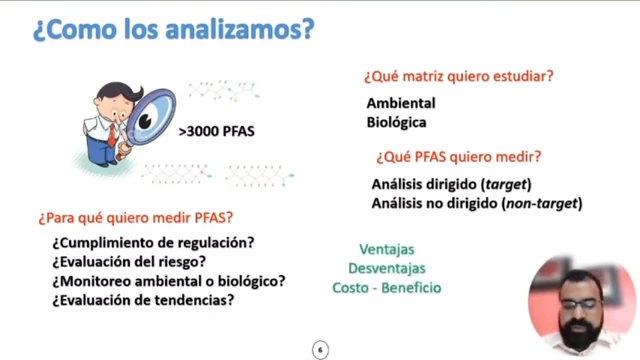 ¿Como los analizamos?
>3000 PFAS
¿Para qué quiero medir PFAS?
¿Cumplimiento de regulación?
¿Evaluación del riesgo?
¿Monitoreo ambiental o biológico?
¿Evaluación de tendencias?
¿Qué matriz quiero estudiar?
Ambiental
Biológica
¿Qué PFAS quiero medir?
Análisis dirigido (target)
Análisis no dirigido (non-target)
Ventajas
Desventajas
Costo - Beneficio
6